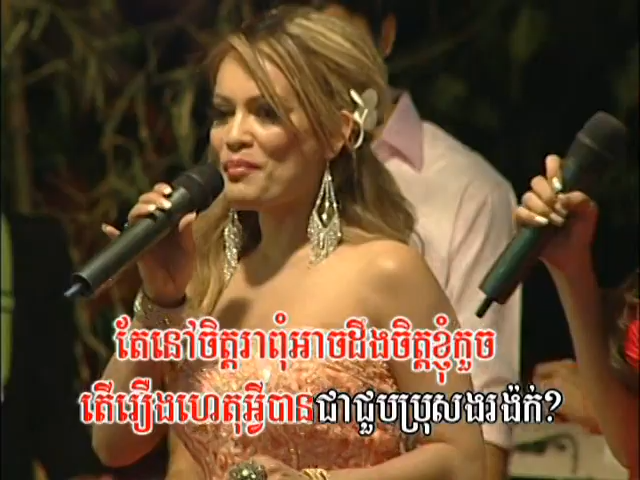 តែនៅចិត្តរាពុំអាចដឹងចិត្តខ្ញុំកួច
តើរឿងហេតុអ្វីបានជាជួបប្រុសងរង៉ក់?